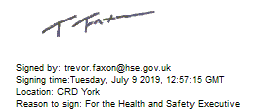 T Faxon
Signed by: trevor.faxon@hse.gov.uk
Signing time:Tuesday, July 9 2019, 12:57:15 GMT
Location: CRD York
Reason to sign: For the Health and Safety Executive